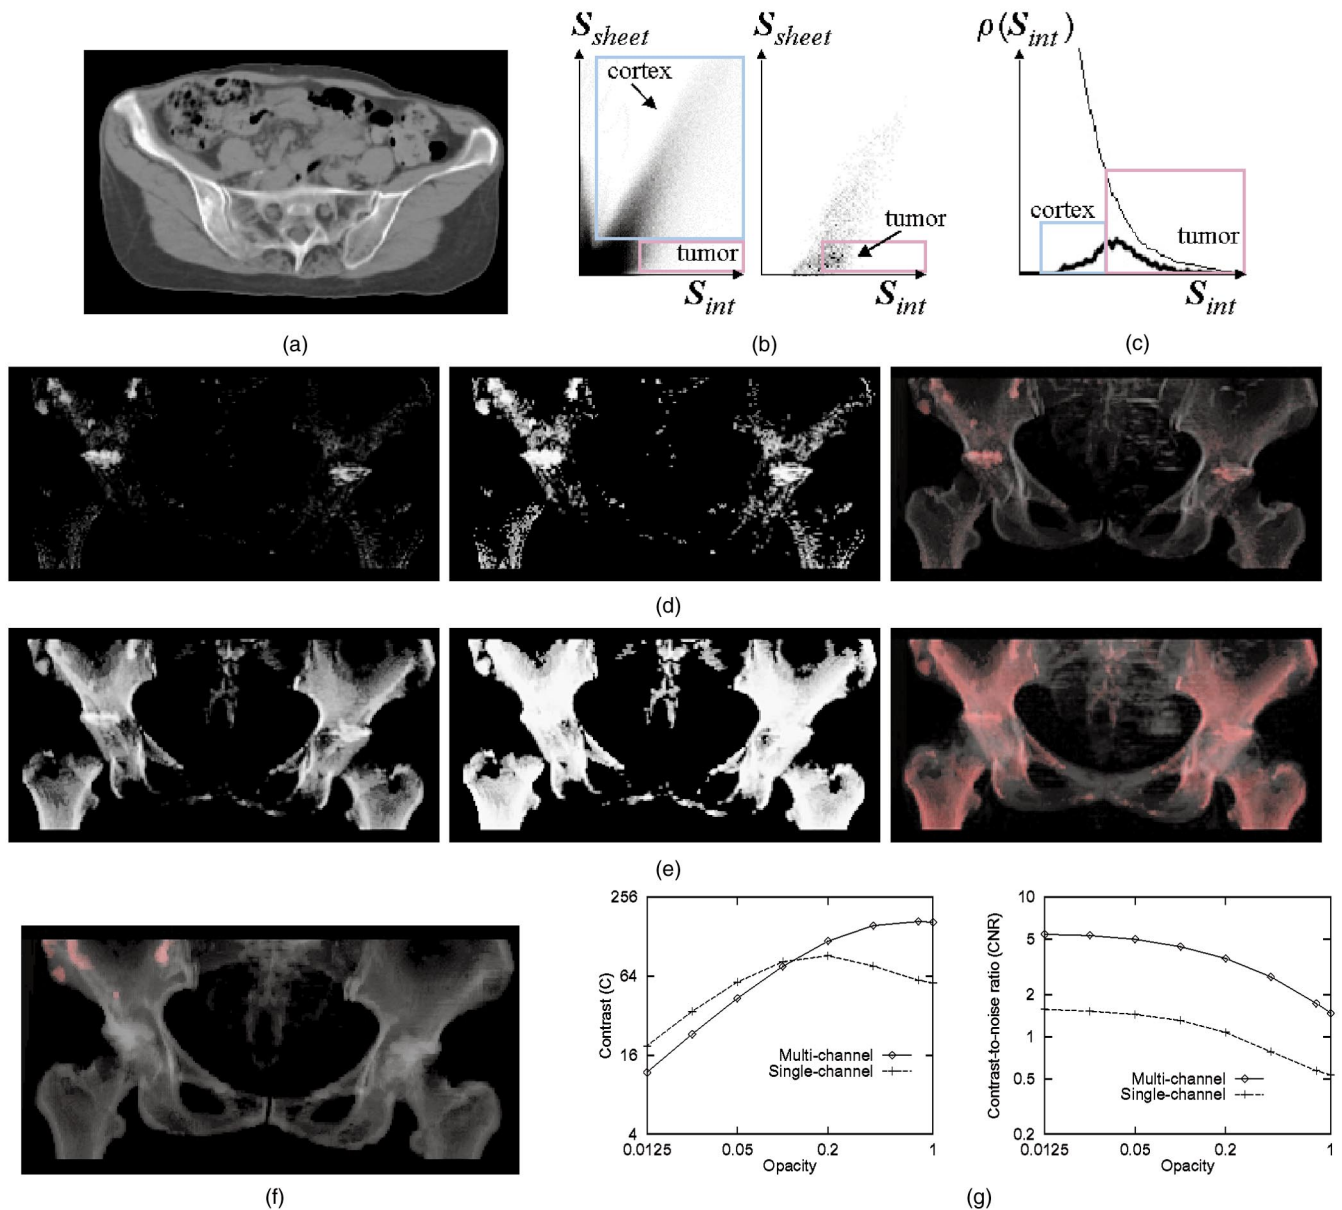 S_sheet
cortex
tumor
S_int
S_sheet
tumor
S_int
ρ(S_int)
cortex
tumor
S_int
(a)
(b)
(c)
(d)
(e)
256
64
16
4
0.0125
0.05
0.2
1
Opacity
Contrast (C)
Multi-channel
Single-channel
10
5
2
1
0.5
0.2
0.0125
0.05
0.2
1
Opacity
Contrast-to-noise ratio (CNR)
Multi-channel
Single-channel
(f)
(g)